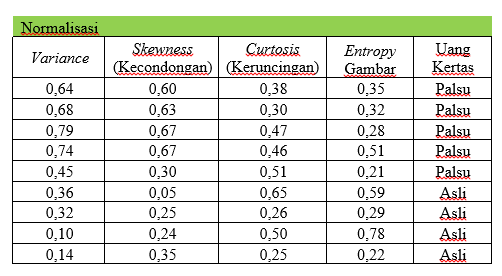 Normalisasi
Variance Skewness (Kecondongan) Curtosis (Keruncingan) Entropy Gambar Uang Kertas
0,64 0,60 0,38 0,35 Palsu
0,68 0,63 0,30 0,32 Palsu
0,79 0,67 0,47 0,28 Palsu
0,74 0,67 0,46 0,51 Palsu
0,45 0,30 0,51 0,21 Palsu
0,36 0,05 0,65 0,59 Asli
0,32 0,25 0,26 0,29 Asli
0,10 0,24 0,50 0,78 Asli
0,14 0,35 0,25 0,22 Asli